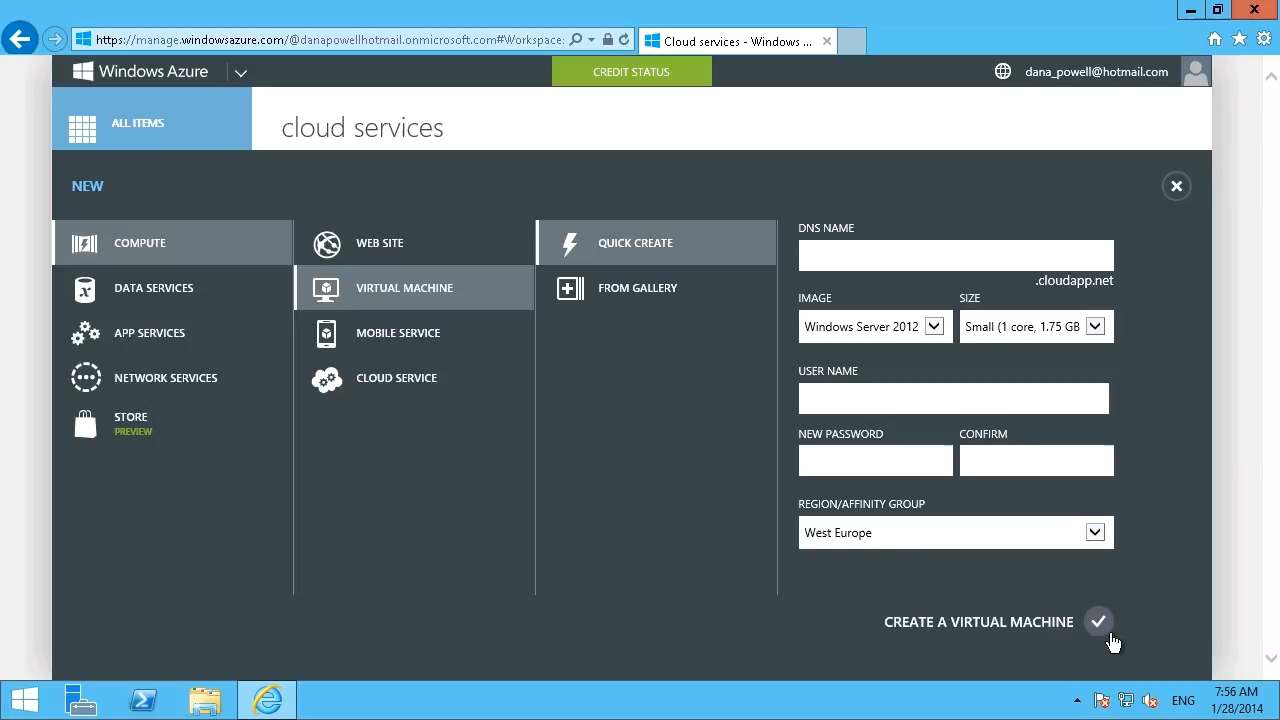 https://manage.windowsazure.com/@danapowellhotmail.onmicrosoft.com#Workspace:
Cloud services - Windows ...
Windows Azure
CREDIT STATUS
dana_powell@hotmail.com
ALL ITEMS
cloud services
NEW
COMPUTE
DATA SERVICES
APP SERVICES
NETWORK SERVICES
STORE
PREVIEW
WEB SITE
VIRTUAL MACHINE
MOBILE SERVICE
CLOUD SERVICE
QUICK CREATE
FROM GALLERY
DNS NAME
.cloudapp.net
IMAGE
SIZE
Windows Server 2012
Small (1 core, 1.75 GB
USER NAME
NEW PASSWORD
CONFIRM
REGION/AFFINITY GROUP
West Europe
CREATE A VIRTUAL MACHINE
ENG
7:56 AM
1/28/2014